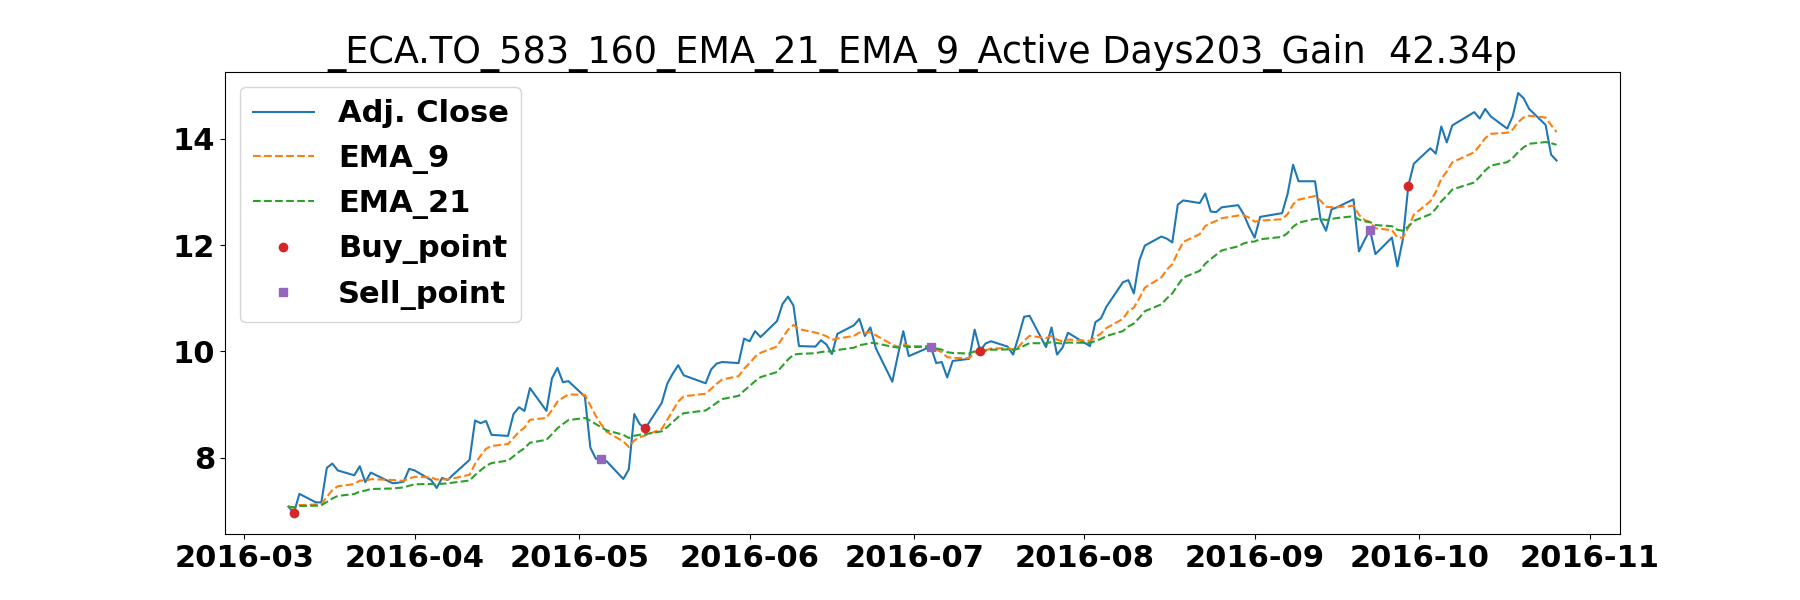 _ECA.TO_583_160_EMA_21_EMA_9_Active Days203_Gain  42.34p
Adj. Close
EMA_9
EMA_21
Buy_point
Sell_point
14
12
10
8
2016-03 2016-04 2016-05 2016-06 2016-07 2016-08 2016-09 2016-10 2016-11